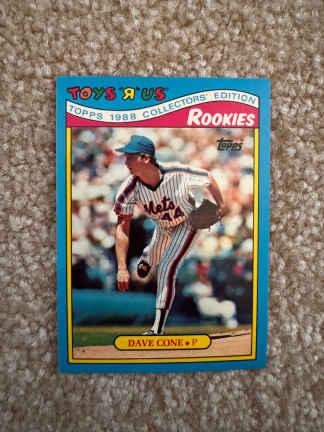 TOYS "R" US
TOPPS 1988 COLLECTORS' EDITION
ROOKIES
Topps
Mets
44
DAVE CONE • P